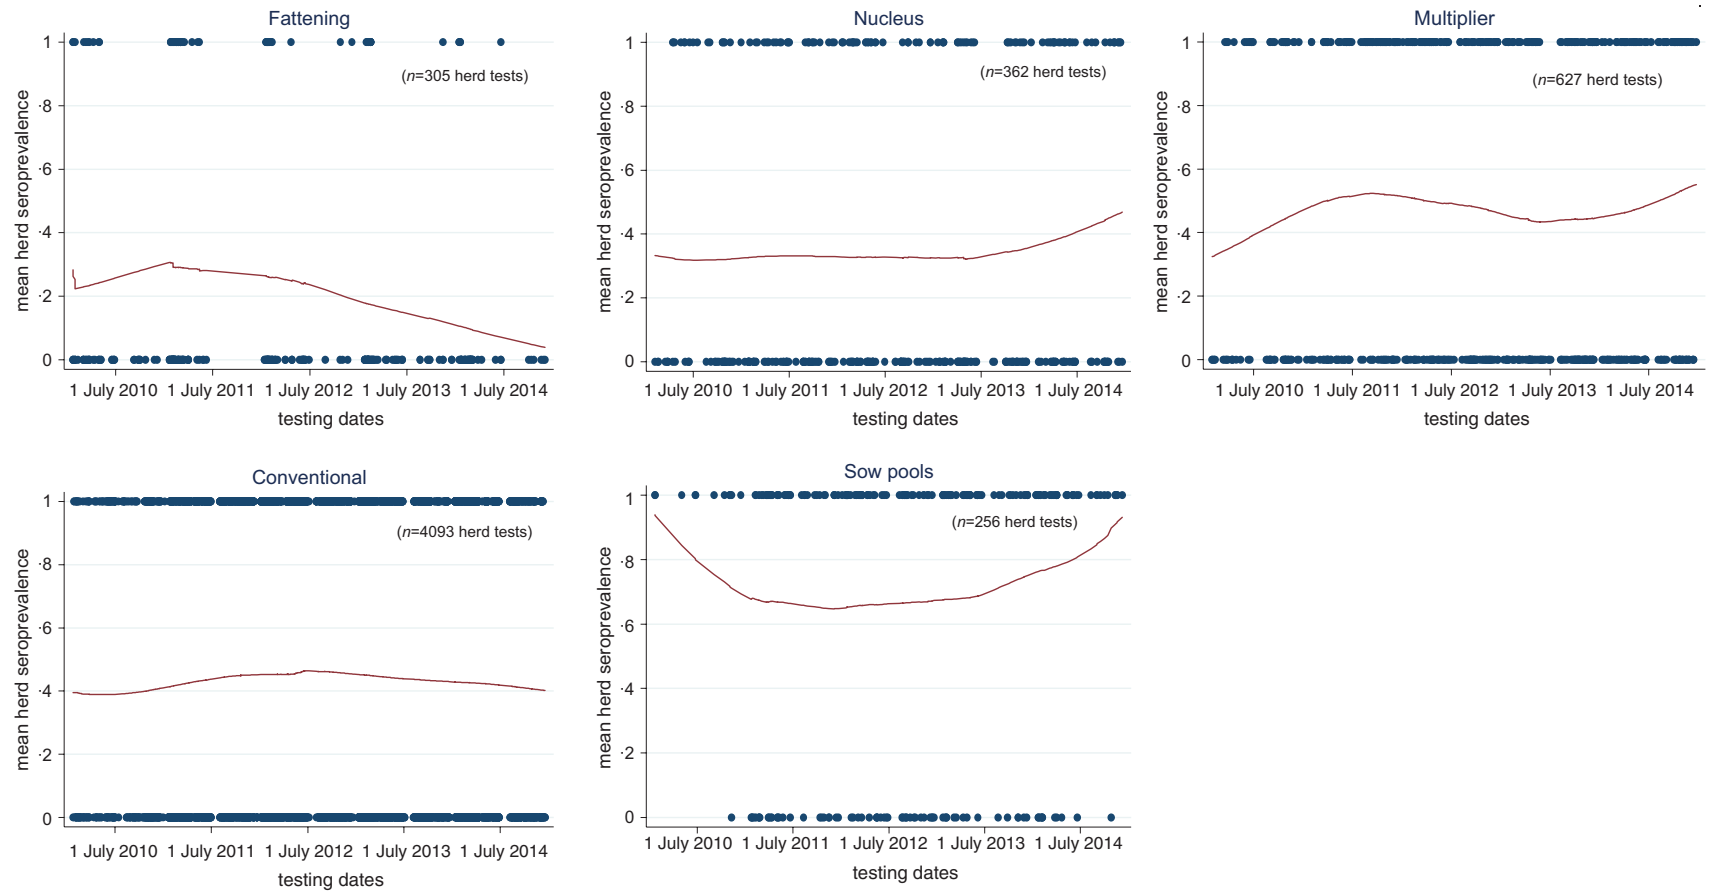 Fattening
mean herd seroprevalence
1
·8
·6
·4
·2
0
(n=305 herd tests)
1 July 2010 1 July 2011 1 July 2012 1 July 2013 1 July 2014
testing dates
Nucleus
mean herd seroprevalence
1
·8
·6
·4
·2
0
(n=362 herd tests)
1 July 2010 1 July 2011 1 July 2012 1 July 2013 1 July 2014
testing dates
Multiplier
mean herd seroprevalence
1
·8
·6
·4
·2
0
(n=627 herd tests)
1 July 2010 1 July 2011 1 July 2012 1 July 2013 1 July 2014
testing dates
Conventional
mean herd seroprevalence
1
·8
·6
·4
·2
0
(n=4093 herd tests)
1 July 2010 1 July 2011 1 July 2012 1 July 2013 1 July 2014
testing dates
Sow pools
mean herd seroprevalence
1
·8
·6
·4
·2
0
(n=256 herd tests)
1 July 2010 1 July 2011 1 July 2012 1 July 2013 1 July 2014
testing dates